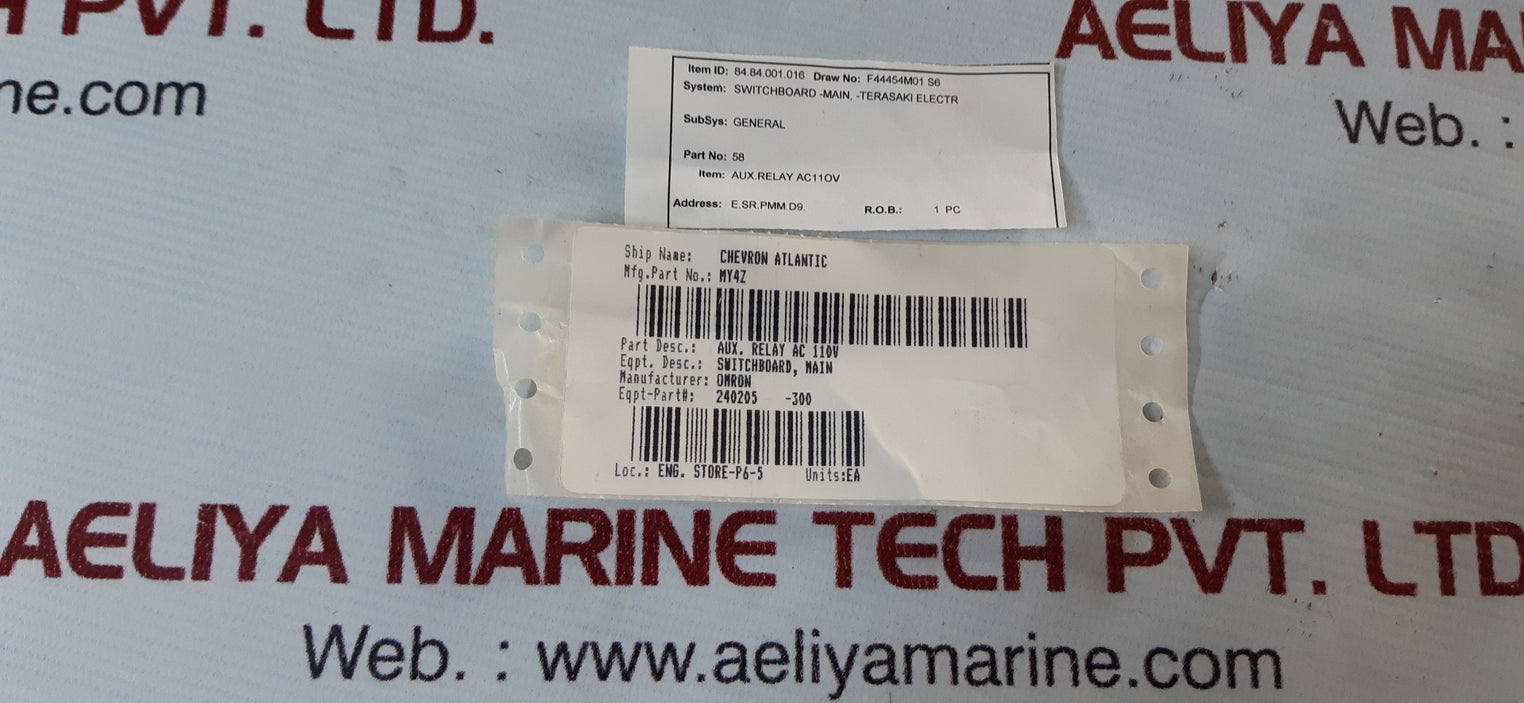 H PVT. LTD.
AELIYA MA
ne.com
Web. :
Item ID: 84.84.001.016 Draw No: F44454M01 S6
System: SWITCHBOARD -MAIN, -TERASAKI ELECTR
SubSys: GENERAL
Part No: 58
Item: AUX.RELAY AC11OV
Address: E.SR.PMM.D9. R.O.B.: 1 PC
Ship Name: CHEVRON ATLANTIC
Mfg.Part No.: MY4Z
Part Desc.: AUX. RELAY AC 110V
Eqpt. Desc.: SWITCHBOARD, MAIN
Manufacturer: OMRON
Eqpt-Part#: 240205 -300
Loc.: ENG. STORE-P6-5 Units:EA
AELIYA MARINE TECH PVT. LTD
Web. : www.aeliyamarine.com